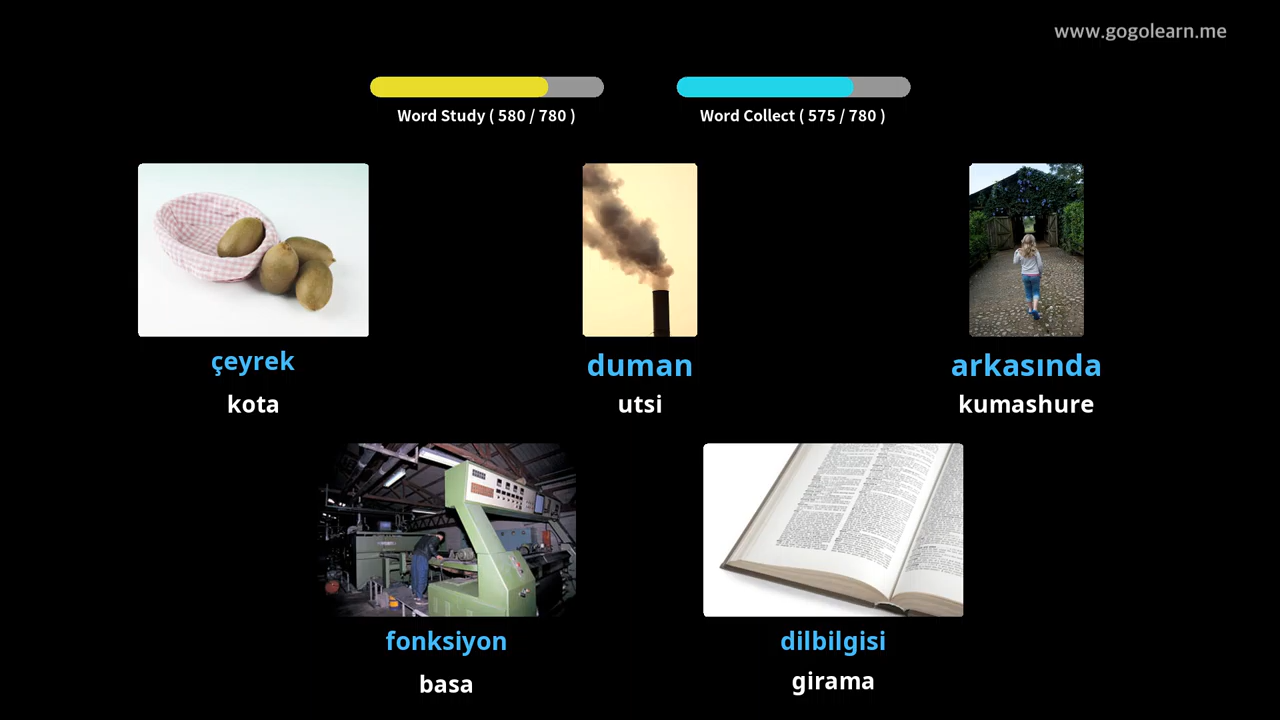 www.gogolearn.me
Word Study ( 580 / 780 )
Word Collect ( 575 / 780 )
çeyrek
kota
duman
utsi
arkasında
kumashure
fonksiyon
basa
dilbilgisi
girama